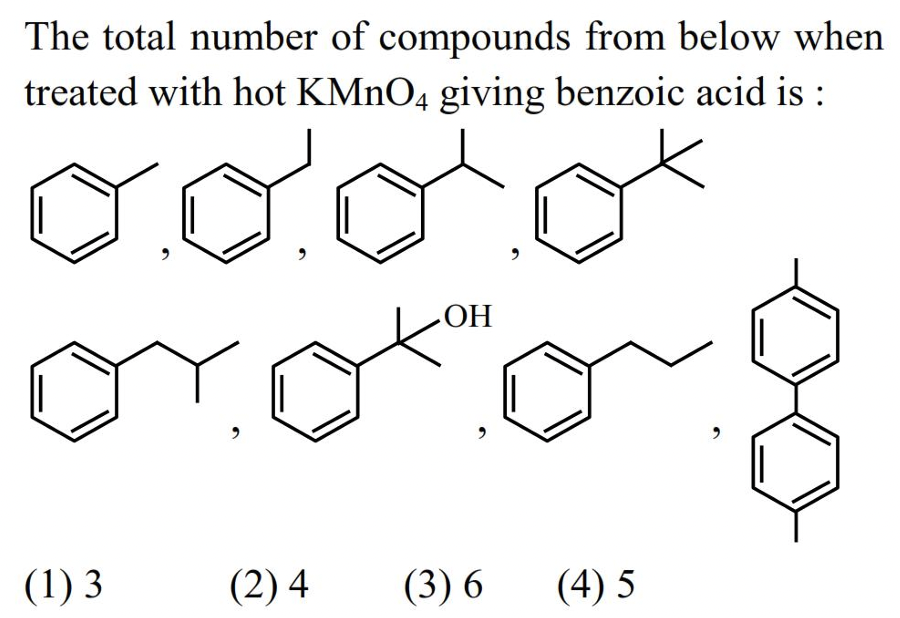 The total number of compounds from below when
treated with hot KMnO₄ giving benzoic acid is :
, , ,
OH
, , ,
(1) 3 (2) 4 (3) 6 (4) 5